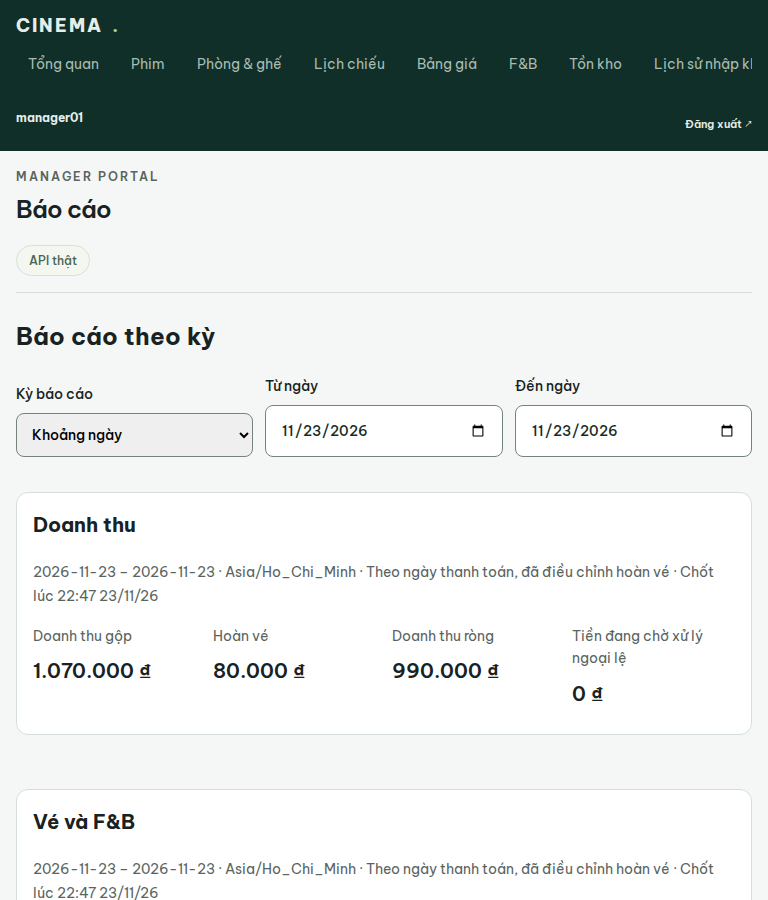 CINEMA .
Tổng quan Phim Phòng & ghế Lịch chiếu Bảng giá F&B Tồn kho Lịch sử nhập
manager01
Đăng xuất ↗
MANAGER PORTAL
Báo cáo
API thật
Báo cáo theo kỳ
Kỳ báo cáo Từ ngày Đến ngày
Khoảng ngày 11/23/2026 11/23/2026
Doanh thu
2026-11-23 – 2026-11-23 · Asia/Ho_Chi_Minh · Theo ngày thanh toán, đã điều chỉnh hoàn vé · Chốt
lúc 22:47 23/11/26
Doanh thu gộp Hoàn vé Doanh thu ròng Tiền đang chờ xử lý
ngoại lệ
1.070.000 ₫ 80.000 ₫ 990.000 ₫
0 ₫
Vé và F&B
2026-11-23 – 2026-11-23 · Asia/Ho_Chi_Minh · Theo ngày thanh toán, đã điều chỉnh hoàn vé · Chốt
lúc 22:47 23/11/26